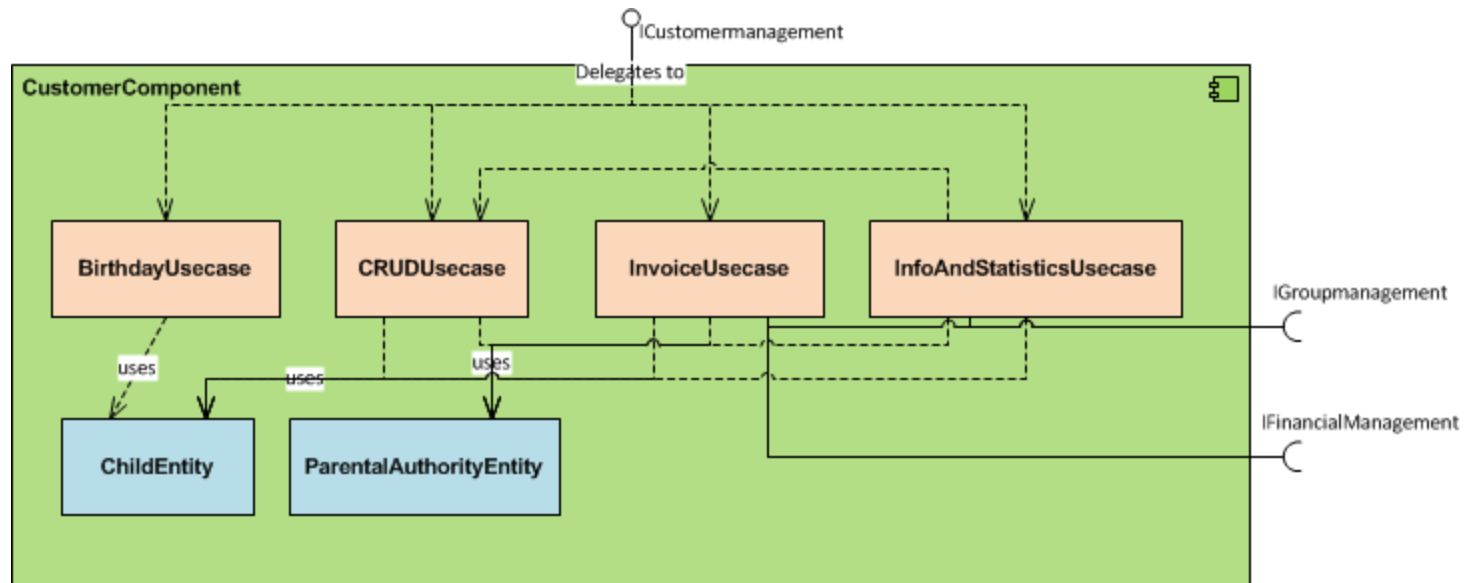 ICustomermanagement
Delegates to
CustomerComponent
BirthdayUsecase
CRUDUsecase
InvoiceUsecase
InfoAndStatisticsUsecase
IGroupmanagement
uses
uses
uses
IFinancialManagement
ChildEntity
ParentalAuthorityEntity